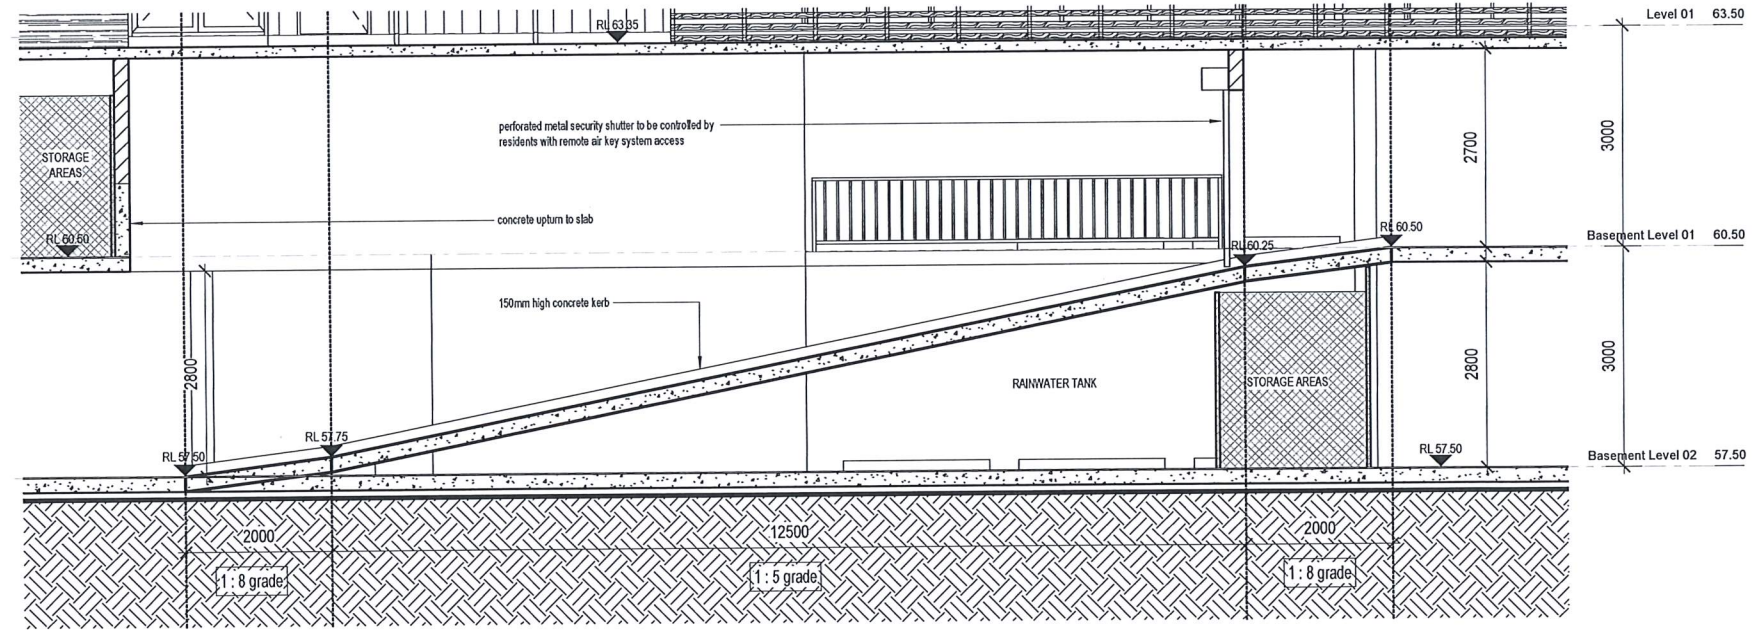 RL 63.35
Level 01 63.50
perforated metal security shutter to be controlled by
residents with remote air key system access
STORAGE
AREAS
2700
3000
concrete upturn to slab
RL 60.50
RL 60.25
RL 60.50
Basement Level 01 60.50
150mm high concrete kerb
2800
RAINWATER TANK
STORAGE AREAS
2800
3000
RL 57.75
RL 57.50
RL 57.50
Basement Level 02 57.50
2000
12500
2000
1 : 8 grade
1 : 5 grade
1 : 8 grade